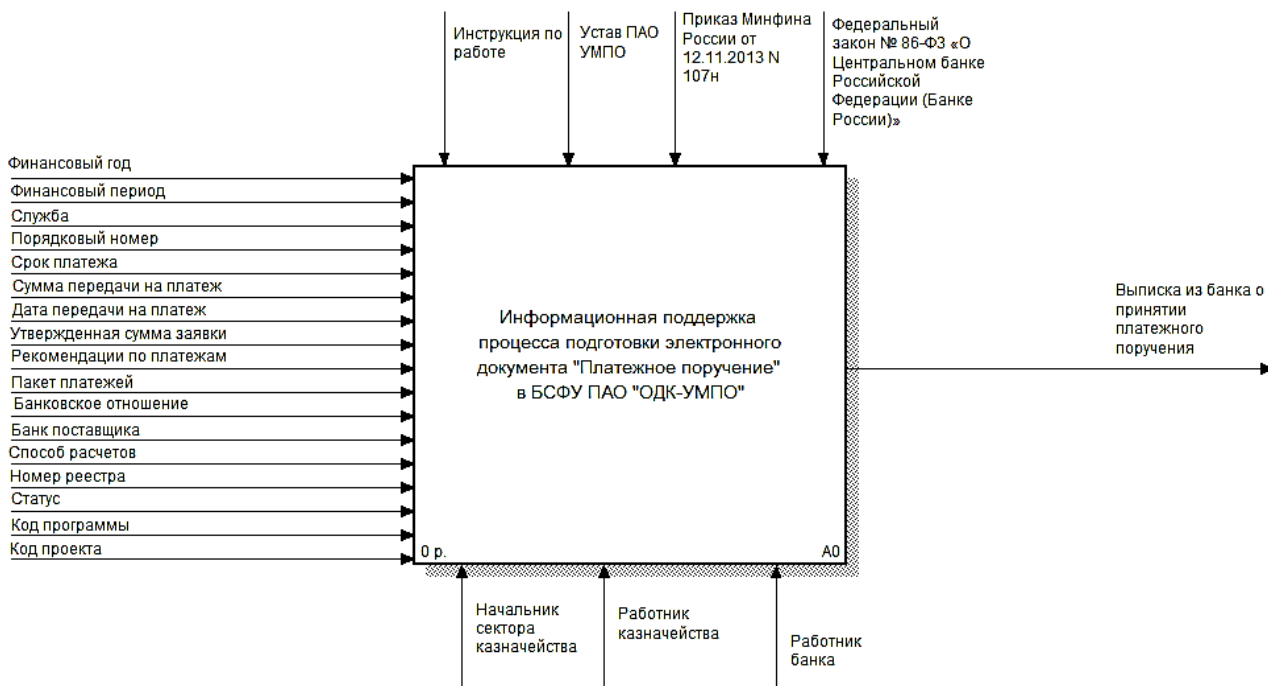 Инструкция по
работе
Устав ПАО
УМПО
Приказ Минфина
России от
12.11.2013 N
107н
Федеральный
закон № 86-ФЗ «О
Центральном банке
Российской
Федерации (Банке
России)»
Финансовый год
Финансовый период
Служба
Порядковый номер
Срок платежа
Сумма передачи на платеж
Дата передачи на платеж
Утвержденная сумма заявки
Рекомендации по платежам
Пакет платежей
Банковское отношение
Банк поставщика
Способ расчетов
Номер реестра
Статус
Код программы
Код проекта
Информационная поддержка
процесса подготовки электронного
документа "Платежное поручение"
в БСФУ ПАО "ОДК-УМПО"
0 р.
A0
Выписка из банка о
принятии
платежного
поручения
Начальник
сектора
казначейства
Работник
казначейства
Работник
банка